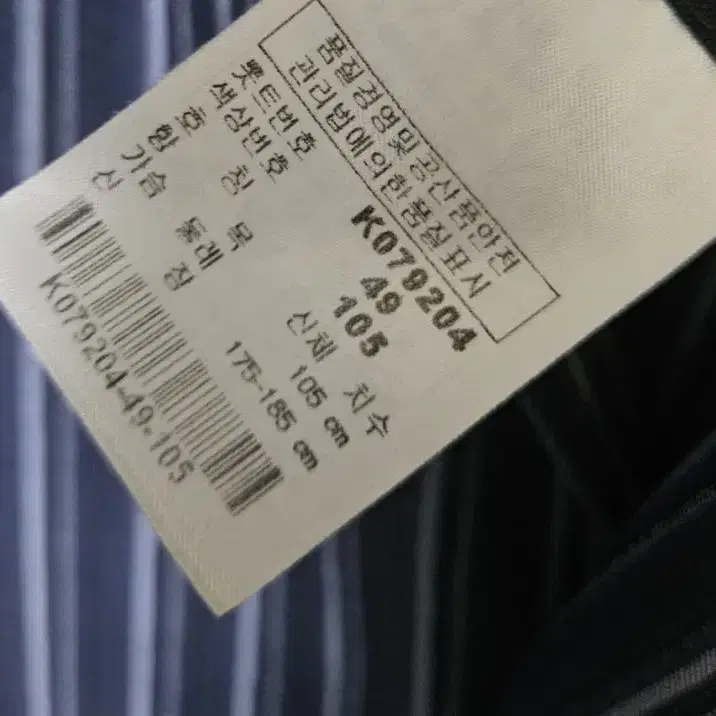 품질경영및 공산품안전
관리법에의한품질표시
롯트번호 K079204
색상번호 49
호 칭 105
항 목 신체 치수
가슴 둘레 105 cm
신 장 175-185 cm
K079204-49-105